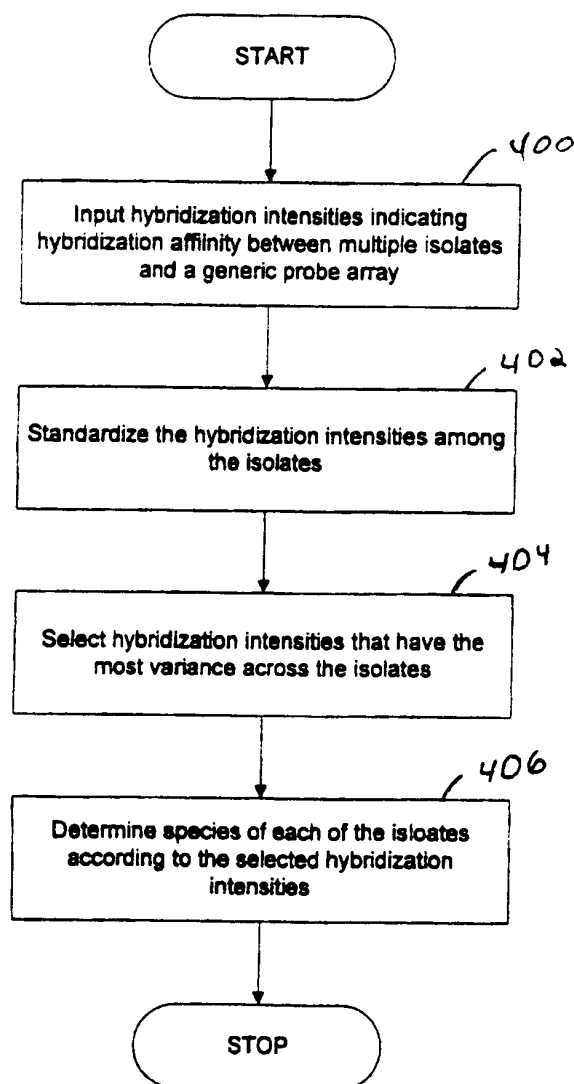 START
400
Input hybridization intensities indicating
hybridization affilnity between multiple isolates
and a generic probe array
402
Standardize the hybridization intensities among
the isolates
404
Select hybridization intensities that have the
most variance across the isolates
406
Determine species of each of the isloates
according to the selected hybridization
intensities
STOP